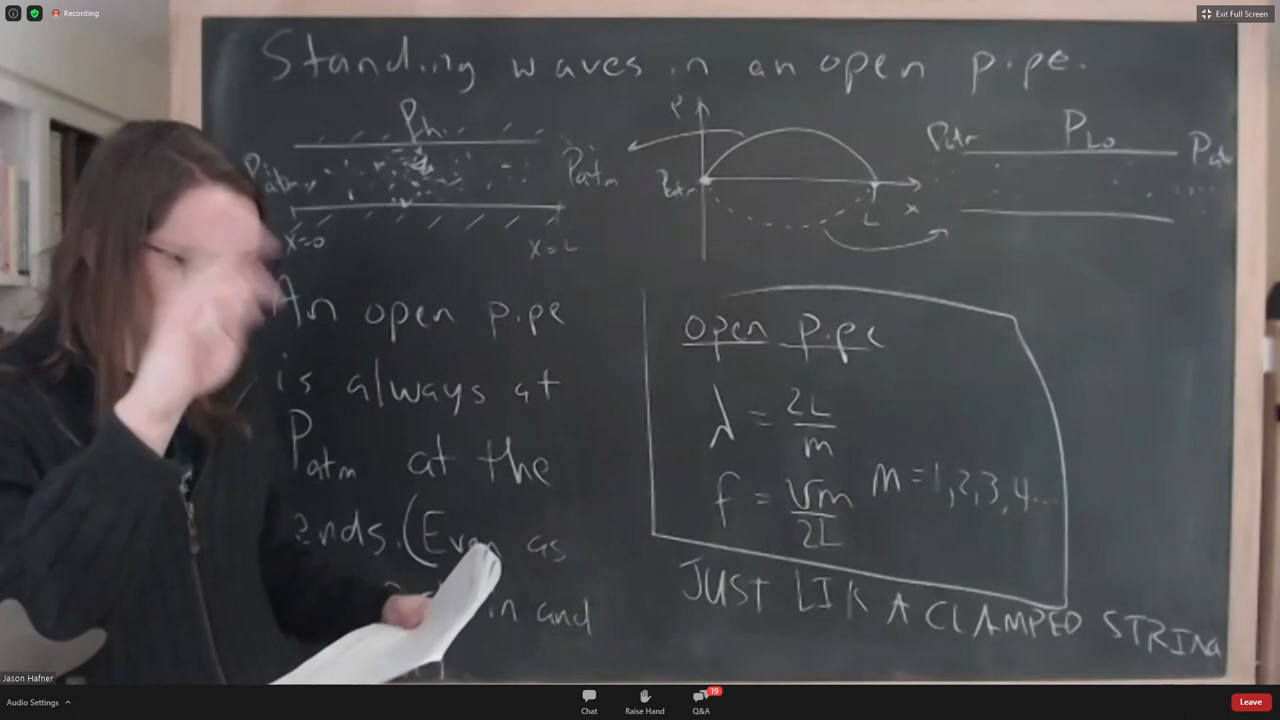 Recording
Exit Full Screen
Standing waves in an open pipe.
Phi
Patm
Patm
x=0
x=L
P
Patm
L
x
Patm
PLo
Patm
An open pipe
is always at
Patm at the
ends. (Even as
in and
open pipe
λ = 2L/m
f = vm/2L
m=1,2,3,4...
JUST LIK A CLAMPED STRING
Jason Hafner
Audio Settings
Chat
Raise Hand
Q&A
19
Leave